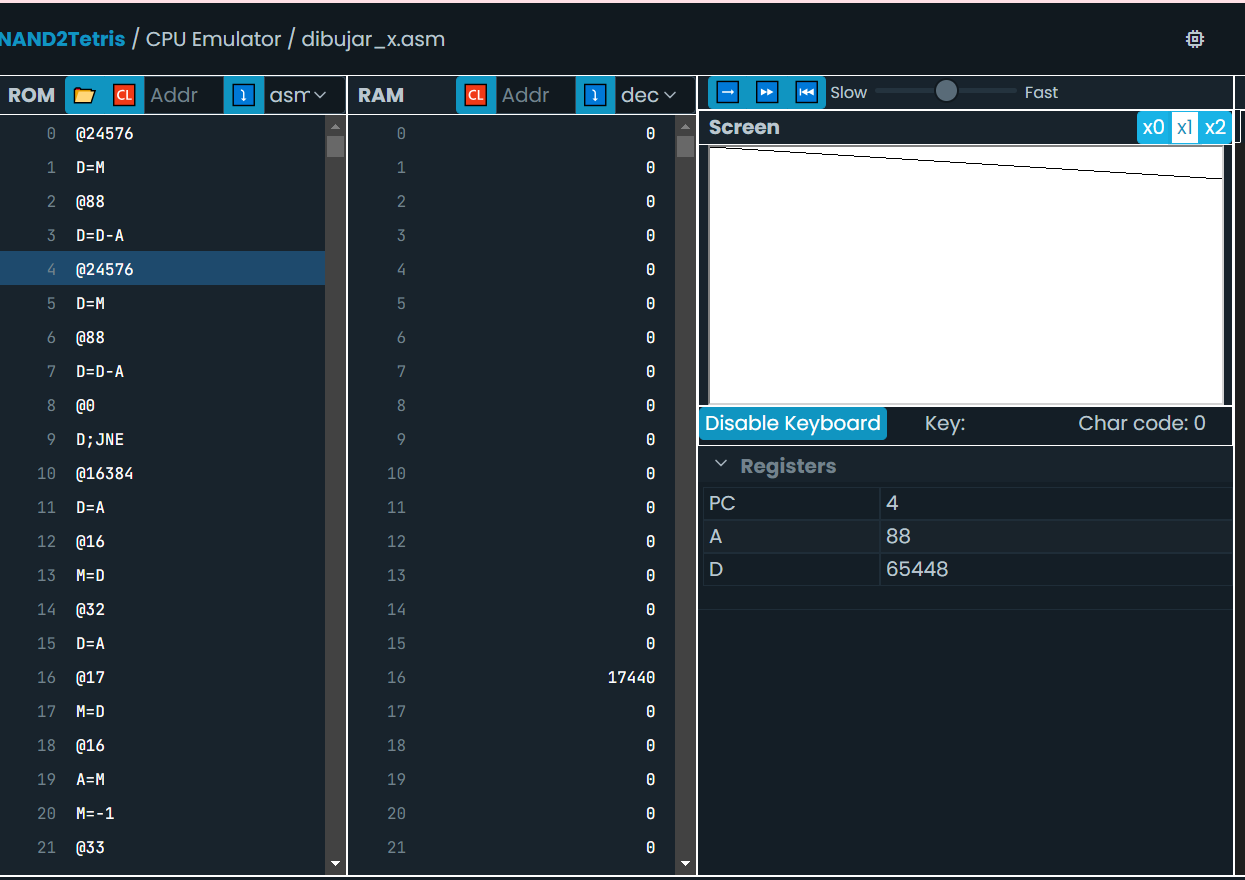 NAND2Tetris / CPU Emulator / dibujar_x.asm
ROM CL Addr asm
0 @24576
1 D=M
2 @88
3 D=D-A
4 @24576
5 D=M
6 @88
7 D=D-A
8 @0
9 D;JNE
10 @16384
11 D=A
12 @16
13 M=D
14 @32
15 D=A
16 @17
17 M=D
18 @16
19 A=M
20 M=-1
21 @33
RAM CL Addr dec
0 0
1 0
2 0
3 0
4 0
5 0
6 0
7 0
8 0
9 0
10 0
11 0
12 0
13 0
14 0
15 0
16 17440
17 0
18 0
19 0
20 0
21 0
Slow Fast
Screen x0 x1 x2
Disable Keyboard Key: Char code: 0
Registers
PC 4
A 88
D 65448